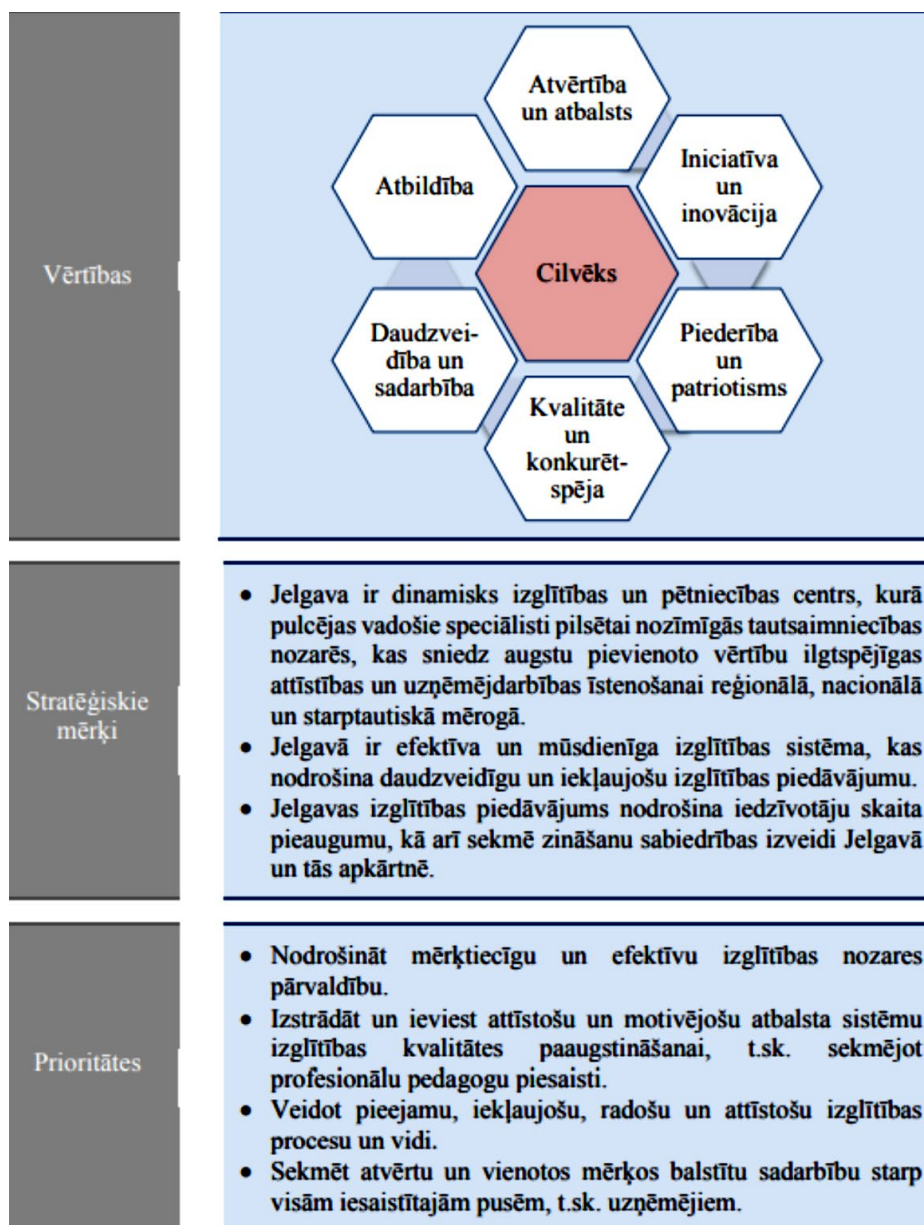 Vērtības
Atvērtība
un atbalsts
Iniciatīva
un
inovācija
Piederība
un
patriotisms
Kvalitāte
un
konkurēt-
spēja
Daudzvei-
dība un
sadarbība
Atbildība
Cilvēks
Stratēģiskie
mērķi
● Jelgava ir dinamisks izglītības un pētniecības centrs, kurā
pulcējas vadošie speciālisti pilsētai nozīmīgās tautsaimniecības
nozarēs, kas sniedz augstu pievienoto vērtību ilgtspējīgas
attīstības un uzņēmējdarbības īstenošanai reģionālā, nacionālā
un starptautiskā mērogā.
● Jelgavā ir efektīva un mūsdienīga izglītības sistēma, kas
nodrošina daudzveidīgu un iekļaujošu izglītības piedāvājumu.
● Jelgavas izglītības piedāvājums nodrošina iedzīvotāju skaita
pieaugumu, kā arī sekmē zināšanu sabiedrības izveidi Jelgavā
un tās apkārtnē.
Prioritātes
● Nodrošināt mērķtiecīgu un efektīvu izglītības nozares
pārvaldību.
● Izstrādāt un ieviest attīstošu un motivējošu atbalsta sistēmu
izglītības kvalitātes paaugstināšanai, t.sk. sekmējot
profesionālu pedagogu piesaisti.
● Veidot pieejamu, iekļaujošu, radošu un attīstošu izglītības
procesu un vidi.
● Sekmēt atvērtu un vienotos mērķos balstītu sadarbību starp
visām iesaistītajām pusēm, t.sk. uzņēmējiem.